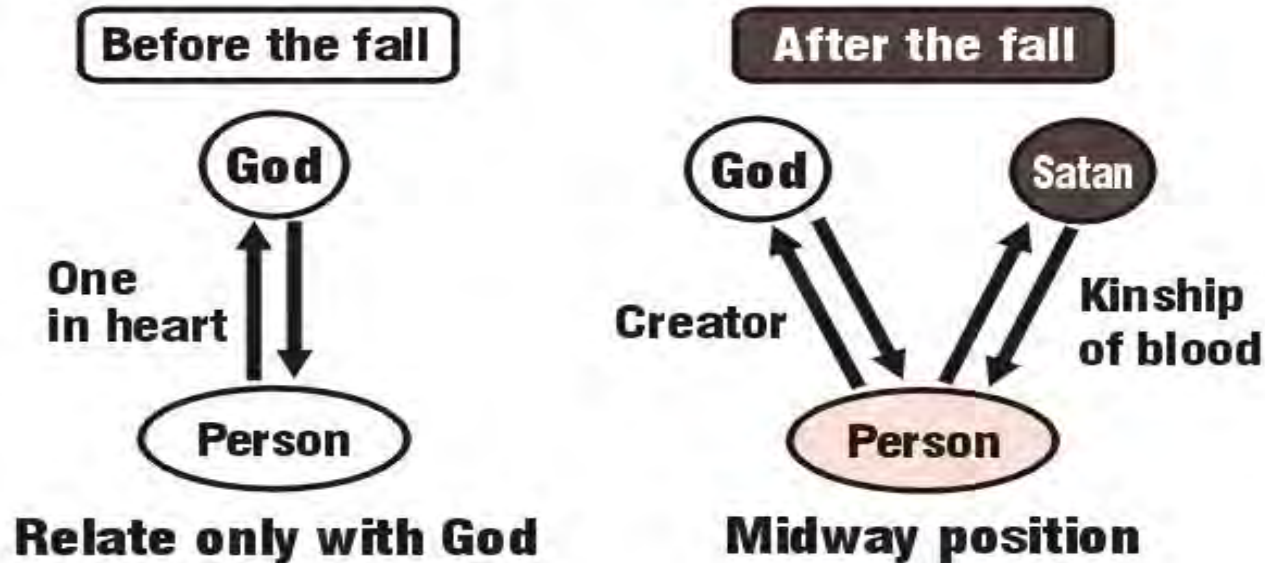 Before the fall
God
One
in heart
Person
Relate only with God
After the fall
God
Satan
Creator
Kinship
of blood
Person
Midway position